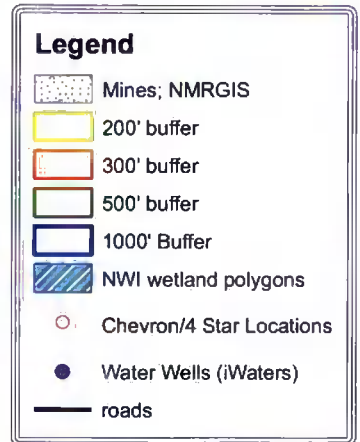 Legend
Mines; NMRGIS
200' buffer
300' buffer
500' buffer
1000' Buffer
NWI wetland polygons
Chevron/4 Star Locations
Water Wells (iWaters)
roads